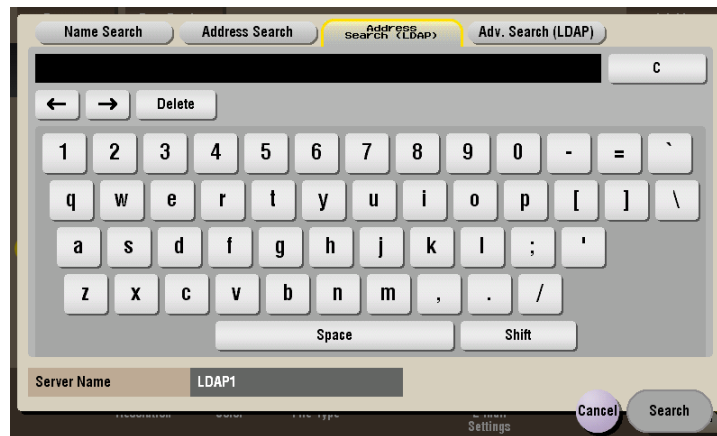 Name Search
Address Search
Address
Search (LDAP)
Adv. Search (LDAP)
C
← → Delete
1 2 3 4 5 6 7 8 9 0 - = `
q w e r t y u i o p [ ] \
a s d f g h j k l ; '
z x c v b n m , . /
Space Shift
Server Name LDAP1
Cancel Search
Settings